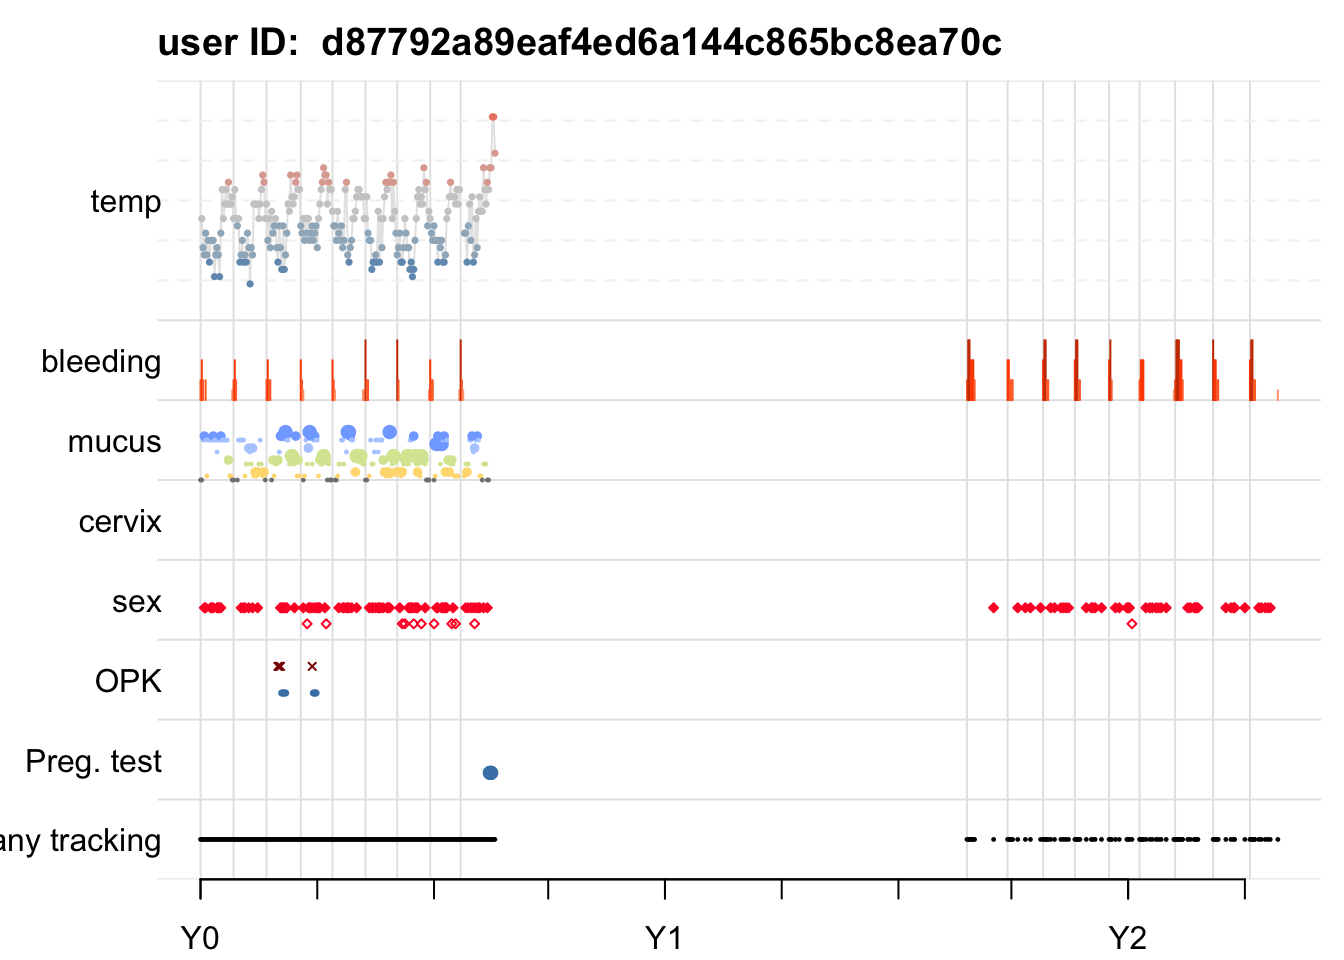 user ID:  d87792a89eaf4ed6a144c865bc8ea70c
temp
bleeding
mucus
cervix
sex
OPK
Preg. test
any tracking
Y0 Y1 Y2